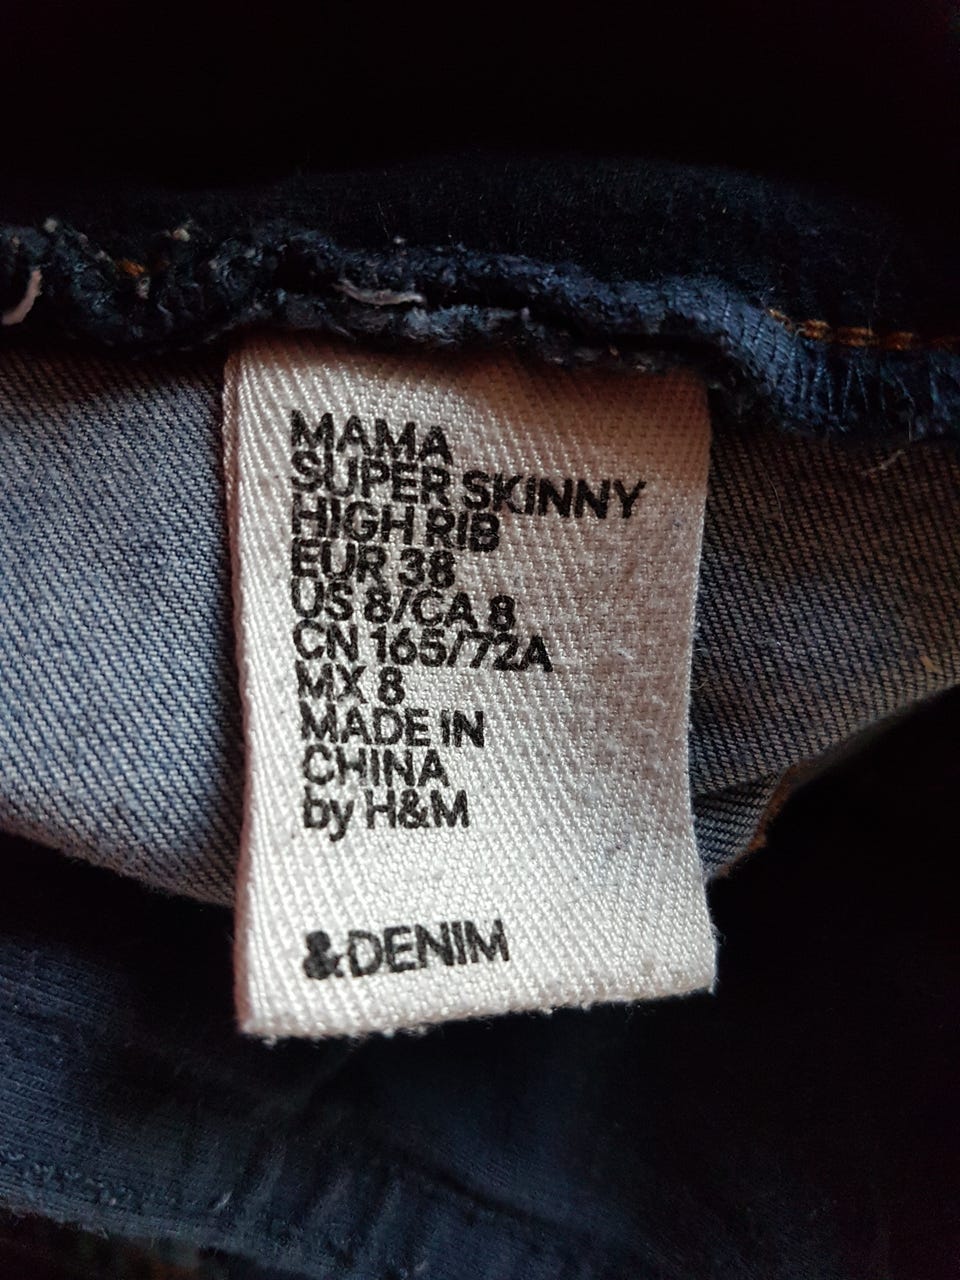 MAMA
SUPER SKINNY
HIGH RIB
EUR 38
US 8/CA 8
CN 165/72A
MX 8
MADE IN
CHINA
by H&M
&DENIM